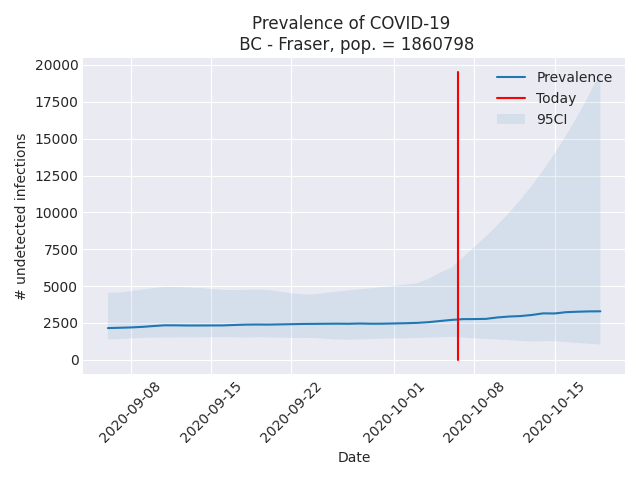 Prevalence of COVID-19
BC - Fraser, pop. = 1860798
20000
17500
15000
12500
10000
7500
5000
2500
0
# undetected infections
Prevalence
Today
95CI
2020-09-08
2020-09-15
2020-09-22
2020-10-01
2020-10-08
2020-10-15
Date